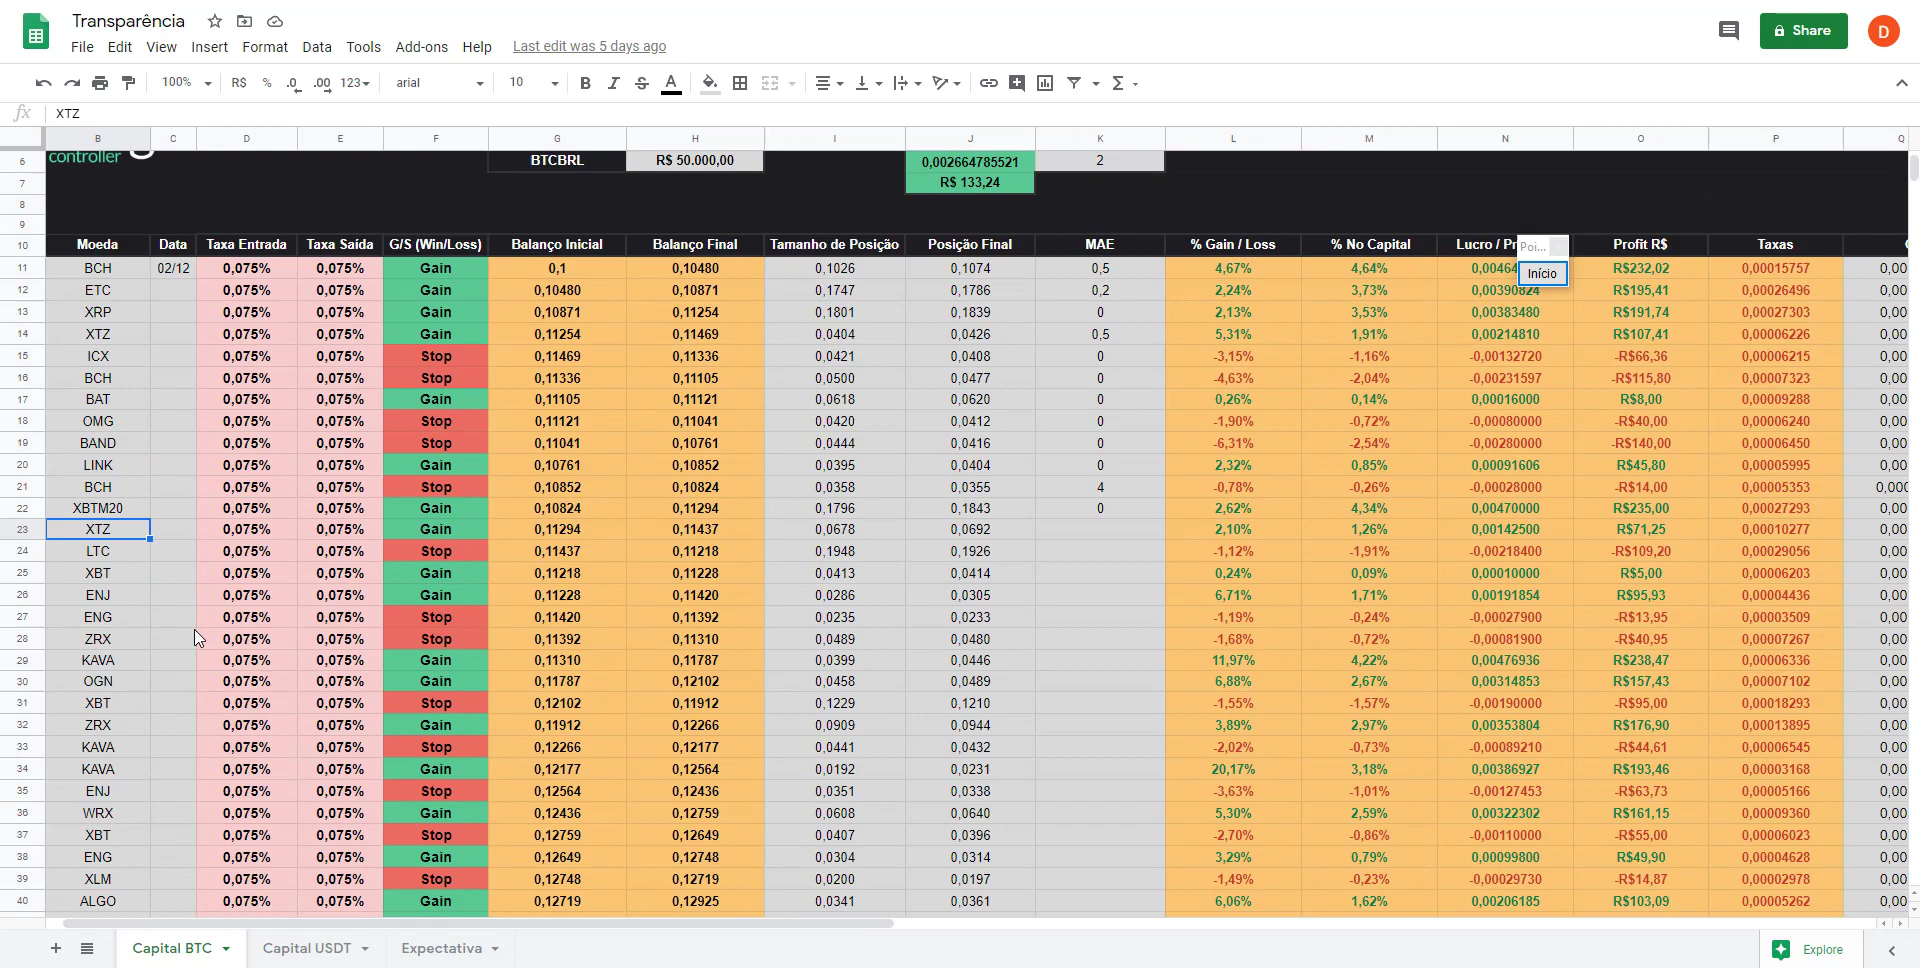 Transparência
File Edit View Insert Format Data Tools Add-ons Help Last edit was 5 days ago
Share
D
100% R$ % .0 .00 123 arial 10 B I S A
fx XTZ
B C D E F G H I J K L M N O P Q
6 controller BTCBRL R$ 50.000,00 0,002664785521 2
7 R$ 133,24
8
9
10 Moeda Data Taxa Entrada Taxa Saída G/S (Win/Loss) Balanço Inicial Balanço Final Tamanho de Posição Posição Final MAE % Gain / Loss % No Capital Lucro / Pr Poi... Profit R$ Taxas
Início
11 BCH 02/12 0,075% 0,075% Gain 0,1 0,10480 0,1026 0,1074 0,5 4,67% 4,64% 0,00464 R$232,02 0,00015757 0,00
12 ETC 0,075% 0,075% Gain 0,10480 0,10871 0,1747 0,1786 0,2 2,24% 3,73% 0,00390824 R$195,41 0,00026496 0,00
13 XRP 0,075% 0,075% Gain 0,10871 0,11254 0,1801 0,1839 0 2,13% 3,53% 0,00383480 R$191,74 0,00027303 0,00
14 XTZ 0,075% 0,075% Gain 0,11254 0,11469 0,0404 0,0426 0,5 5,31% 1,91% 0,00214810 R$107,41 0,00006226 0,00
15 ICX 0,075% 0,075% Stop 0,11469 0,11336 0,0421 0,0408 0 -3,15% -1,16% -0,00132720 -R$66,36 0,00006215 0,00
16 BCH 0,075% 0,075% Stop 0,11336 0,11105 0,0500 0,0477 0 -4,63% -2,04% -0,00231597 -R$115,80 0,00007323 0,00
17 BAT 0,075% 0,075% Gain 0,11105 0,11121 0,0618 0,0620 0 0,26% 0,14% 0,00016000 R$8,00 0,00009288 0,00
18 OMG 0,075% 0,075% Stop 0,11121 0,11041 0,0420 0,0412 0 -1,90% -0,72% -0,00080000 -R$40,00 0,00006240 0,00
19 BAND 0,075% 0,075% Stop 0,11041 0,10761 0,0444 0,0416 0 -6,31% -2,54% -0,00280000 -R$140,00 0,00006450 0,00
20 LINK 0,075% 0,075% Gain 0,10761 0,10852 0,0395 0,0404 0 2,32% 0,85% 0,00091606 R$45,80 0,00005995 0,00
21 BCH 0,075% 0,075% Stop 0,10852 0,10824 0,0358 0,0355 4 -0,78% -0,26% -0,00028000 -R$14,00 0,00005353 0,000
22 XBTM20 0,075% 0,075% Gain 0,10824 0,11294 0,1796 0,1843 0 2,62% 4,34% 0,00470000 R$235,00 0,00027293 0,00
23 XTZ 0,075% 0,075% Gain 0,11294 0,11437 0,0678 0,0692 2,10% 1,26% 0,00142500 R$71,25 0,00010277 0,00
24 LTC 0,075% 0,075% Stop 0,11437 0,11218 0,1948 0,1926 -1,12% -1,91% -0,00218400 -R$109,20 0,00029056 0,00
25 XBT 0,075% 0,075% Gain 0,11218 0,11228 0,0413 0,0414 0,24% 0,09% 0,00010000 R$5,00 0,00006203 0,00
26 ENJ 0,075% 0,075% Gain 0,11228 0,11420 0,0286 0,0305 6,71% 1,71% 0,00191854 R$95,93 0,00004436 0,00
27 ENG 0,075% 0,075% Stop 0,11420 0,11392 0,0235 0,0233 -1,19% -0,24% -0,00027900 -R$13,95 0,00003509 0,00
28 ZRX 0,075% 0,075% Stop 0,11392 0,11310 0,0489 0,0480 -1,68% -0,72% -0,00081900 -R$40,95 0,00007267 0,00
29 KAVA 0,075% 0,075% Gain 0,11310 0,11787 0,0399 0,0446 11,97% 4,22% 0,00476936 R$238,47 0,00006336 0,00
30 OGN 0,075% 0,075% Gain 0,11787 0,12102 0,0458 0,0489 6,88% 2,67% 0,00314853 R$157,43 0,00007102 0,00
31 XBT 0,075% 0,075% Stop 0,12102 0,11912 0,1229 0,1210 -1,55% -1,57% -0,00190000 -R$95,00 0,00018293 0,00
32 ZRX 0,075% 0,075% Gain 0,11912 0,12266 0,0909 0,0944 3,89% 2,97% 0,00353804 R$176,90 0,00013895 0,00
33 KAVA 0,075% 0,075% Stop 0,12266 0,12177 0,0441 0,0432 -2,02% -0,73% -0,00089210 -R$44,61 0,00006545 0,00
34 KAVA 0,075% 0,075% Gain 0,12177 0,12564 0,0192 0,0231 20,17% 3,18% 0,00386927 R$193,46 0,00003168 0,00
35 ENJ 0,075% 0,075% Stop 0,12564 0,12436 0,0351 0,0338 -3,63% -1,01% -0,00127453 -R$63,73 0,00005166 0,00
36 WRX 0,075% 0,075% Gain 0,12436 0,12759 0,0608 0,0640 5,30% 2,59% 0,00322302 R$161,15 0,00009360 0,00
37 XBT 0,075% 0,075% Stop 0,12759 0,12649 0,0407 0,0396 -2,70% -0,86% -0,00110000 -R$55,00 0,00006023 0,00
38 ENG 0,075% 0,075% Gain 0,12649 0,12748 0,0304 0,0314 3,29% 0,79% 0,00099800 R$49,90 0,00004628 0,00
39 XLM 0,075% 0,075% Stop 0,12748 0,12719 0,0200 0,0197 -1,49% -0,23% -0,00029730 -R$14,87 0,00002978 0,00
40 ALGO 0,075% 0,075% Gain 0,12719 0,12925 0,0341 0,0361 6,06% 1,62% 0,00206185 R$103,09 0,00005262 0,00
Capital BTC Capital USDT Expectativa Explore